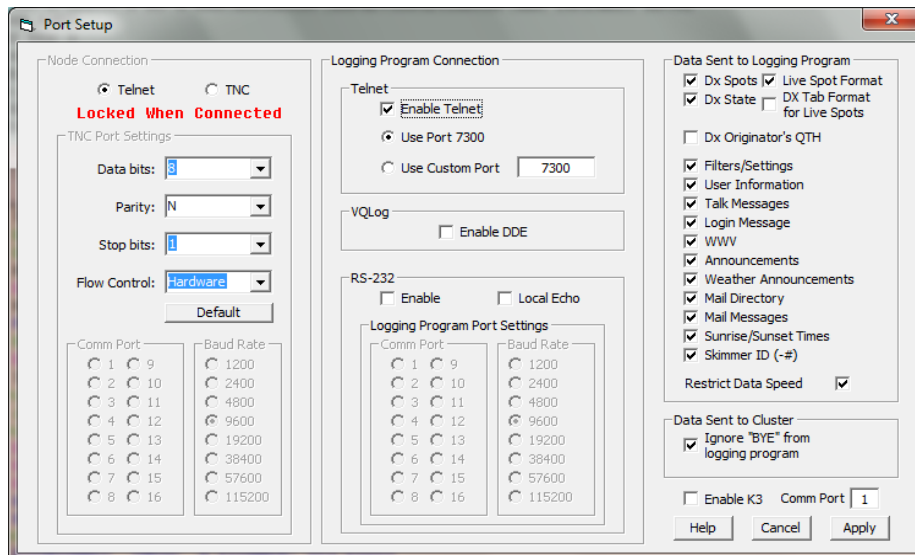 Port Setup
Node Connection
Telnet TNC
Locked When Connected
TNC Port Settings
Data bits: 8
Parity: N
Stop bits: 1
Flow Control: Hardware
Default
Comm Port
1 9
2 10
3 11
4 12
5 13
6 14
7 15
8 16
Baud Rate
1200
2400
4800
9600
19200
38400
57600
115200
Logging Program Connection
Telnet
Enable Telnet
Use Port 7300
Use Custom Port 7300
VQLog
Enable DDE
RS-232
Enable Local Echo
Logging Program Port Settings
Comm Port
1 9
2 10
3 11
4 12
5 13
6 14
7 15
8 16
Baud Rate
1200
2400
4800
9600
19200
38400
57600
115200
Data Sent to Logging Program
Dx Spots Live Spot Format
Dx State DX Tab Format
for Live Spots
Dx Originator's QTH
Filters/Settings
User Information
Talk Messages
Login Message
WWV
Announcements
Weather Announcements
Mail Directory
Mail Messages
Sunrise/Sunset Times
Skimmer ID (-#)
Restrict Data Speed
Data Sent to Cluster
Ignore "BYE" from
logging program
Enable K3 Comm Port 1
Help Cancel Apply